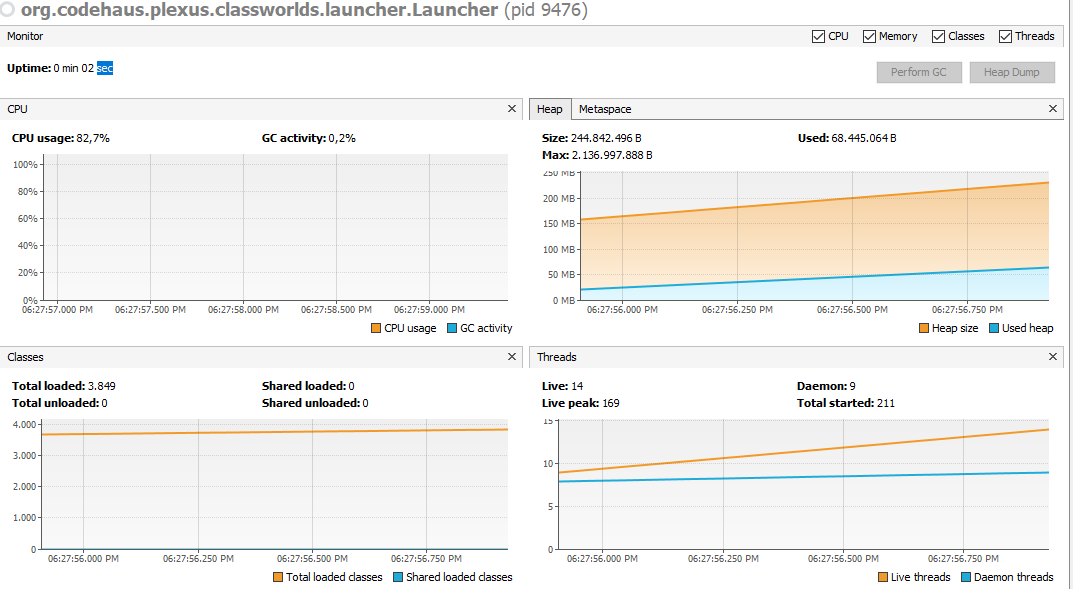 org.codehaus.plexus.classworlds.launcher.Launcher (pid 9476)
Monitor
CPU Memory Classes Threads
Uptime: 0 min 02 sec
Perform GC Heap Dump
CPU
CPU usage: 82,7% GC activity: 0,2%
100%
80%
60%
40%
20%
0%
06:27:57.000 PM 06:27:57.500 PM 06:27:58.000 PM 06:27:58.500 PM 06:27:59.000 PM
CPU usage GC activity
Heap Metaspace
Size: 244.842.496 B Used: 68.445.064 B
Max: 2.136.997.888 B
250 MB
200 MB
150 MB
100 MB
50 MB
0 MB
06:27:56.000 PM 06:27:56.250 PM 06:27:56.500 PM 06:27:56.750 PM
Heap size Used heap
Classes
Total loaded: 3.849 Shared loaded: 0
Total unloaded: 0 Shared unloaded: 0
4.000
3.000
2.000
1.000
0
06:27:56.000 PM 06:27:56.250 PM 06:27:56.500 PM 06:27:56.750 PM
Total loaded classes Shared loaded classes
Threads
Live: 14 Daemon: 9
Live peak: 169 Total started: 211
15
10
5
0
06:27:56.000 PM 06:27:56.250 PM 06:27:56.500 PM 06:27:56.750 PM
Live threads Daemon threads